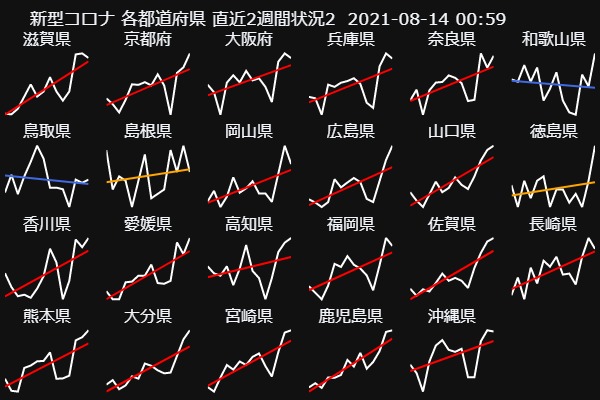 新型コロナ 各都道府県 直近2週間状況2 2021-08-14 00:59
滋賀県 京都府 大阪府 兵庫県 奈良県 和歌山県
鳥取県 島根県 岡山県 広島県 山口県 徳島県
香川県 愛媛県 高知県 福岡県 佐賀県 長崎県
熊本県 大分県 宮崎県 鹿児島県 沖縄県